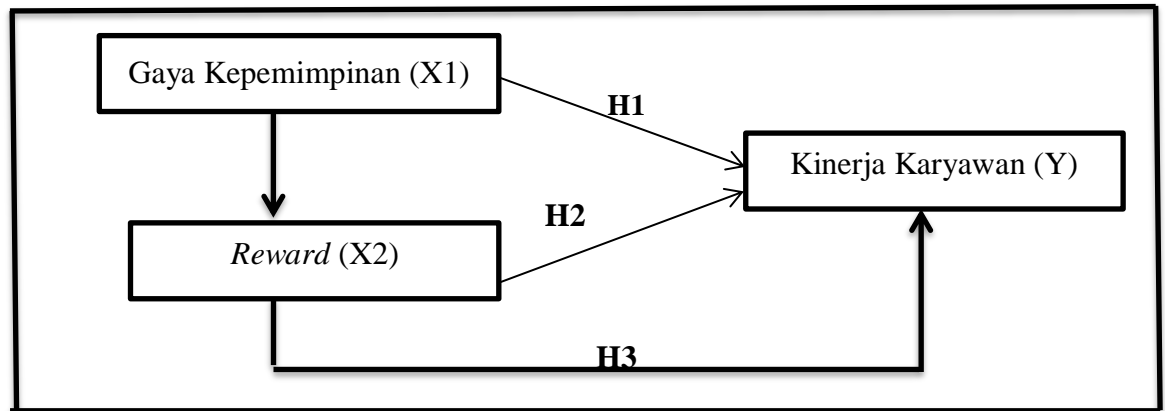 Gaya Kepemimpinan (X1)
H1
Kinerja Karyawan (Y)
H2
Reward (X2)
H3